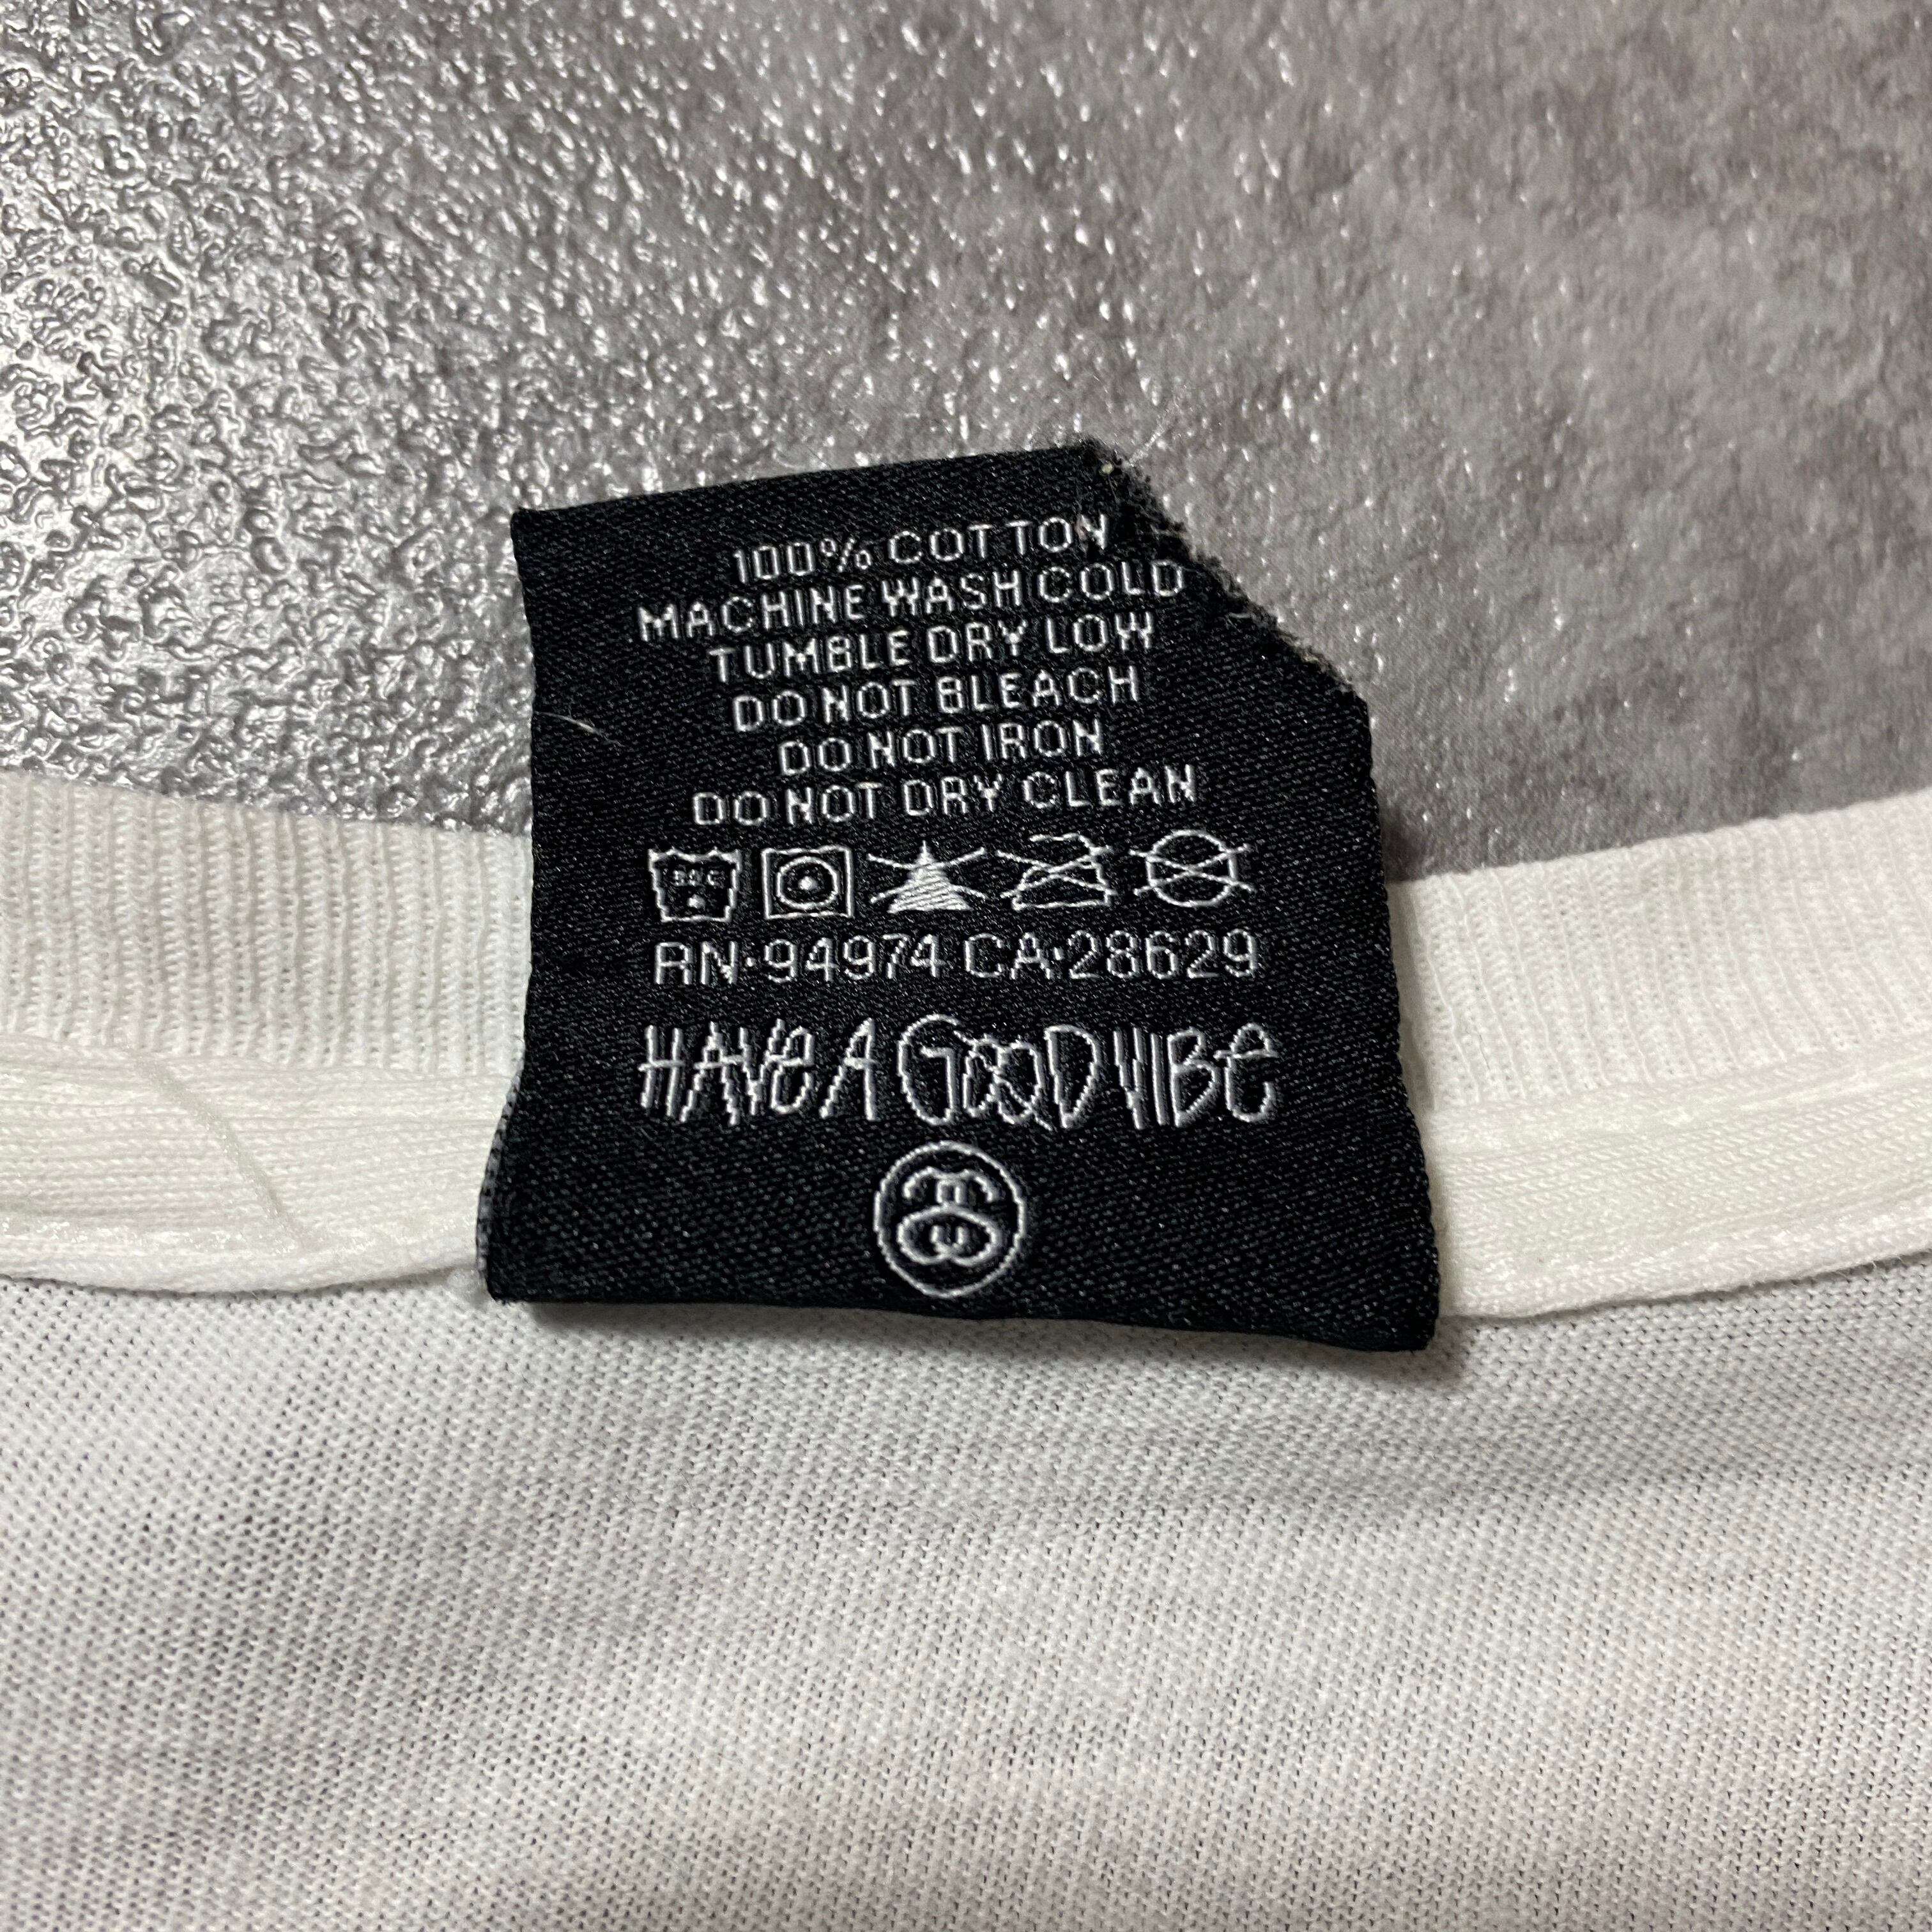 100% COTTON
MACHINE WASH COLD
TUMBLE DRY LOW
DO NOT BLEACH
DO NOT IRON
DO NOT DRY CLEAN
RN·94974 CA·28629
HAVE A GOOD VIBE